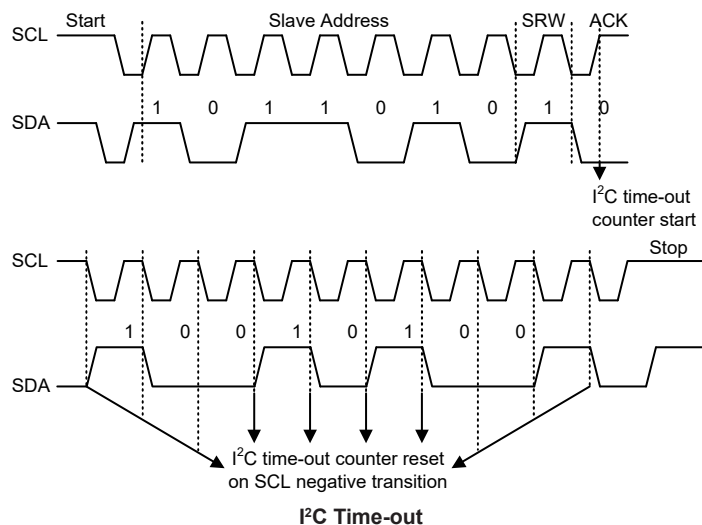 Start Slave Address SRW ACK
SCL
1 0 1 1 0 1 0 1 0
SDA
I²C time-out
counter start
Stop
SCL
1 0 0 1 0 1 0 0
SDA
I²C time-out counter reset
on SCL negative transition
I²C Time-out